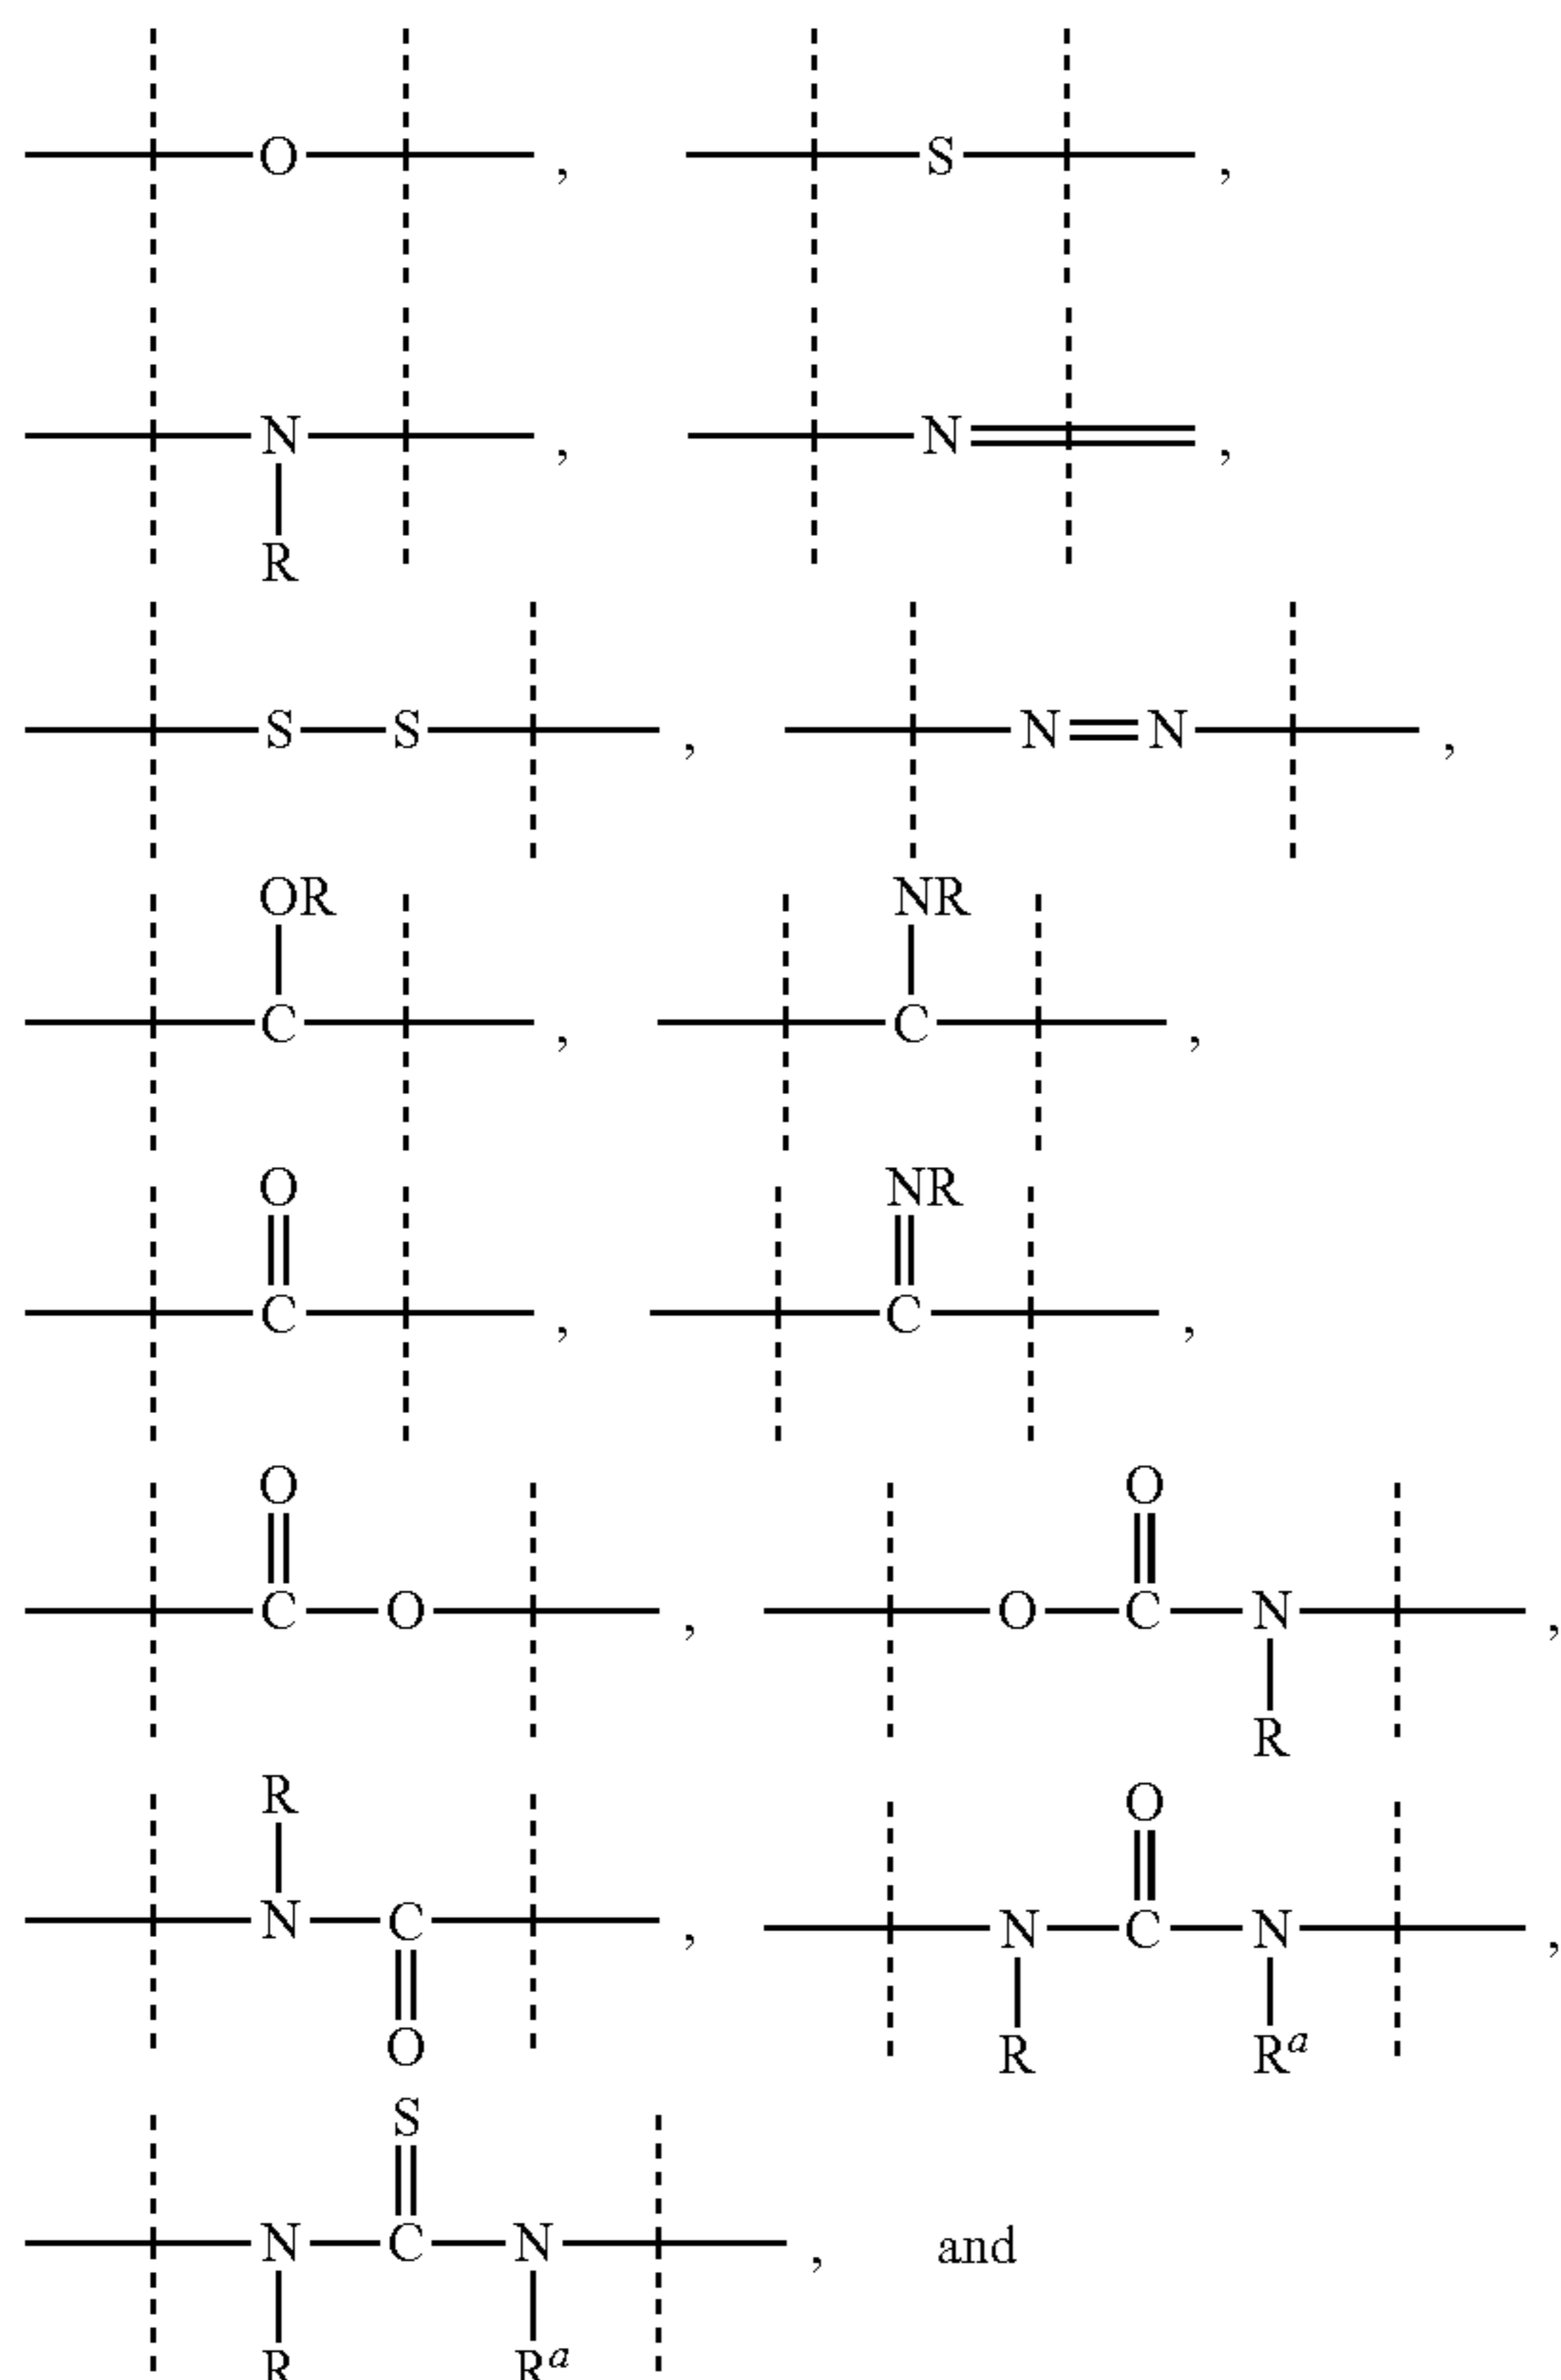 O , S ,
N , N ,
R
S S , N N ,
OR NR
C , C ,
O NR
C , C ,
O O
C O , O C N ,
R
R O
N C , N C N ,
O R Rᵃ
S
N C N , and
R Rᵃ